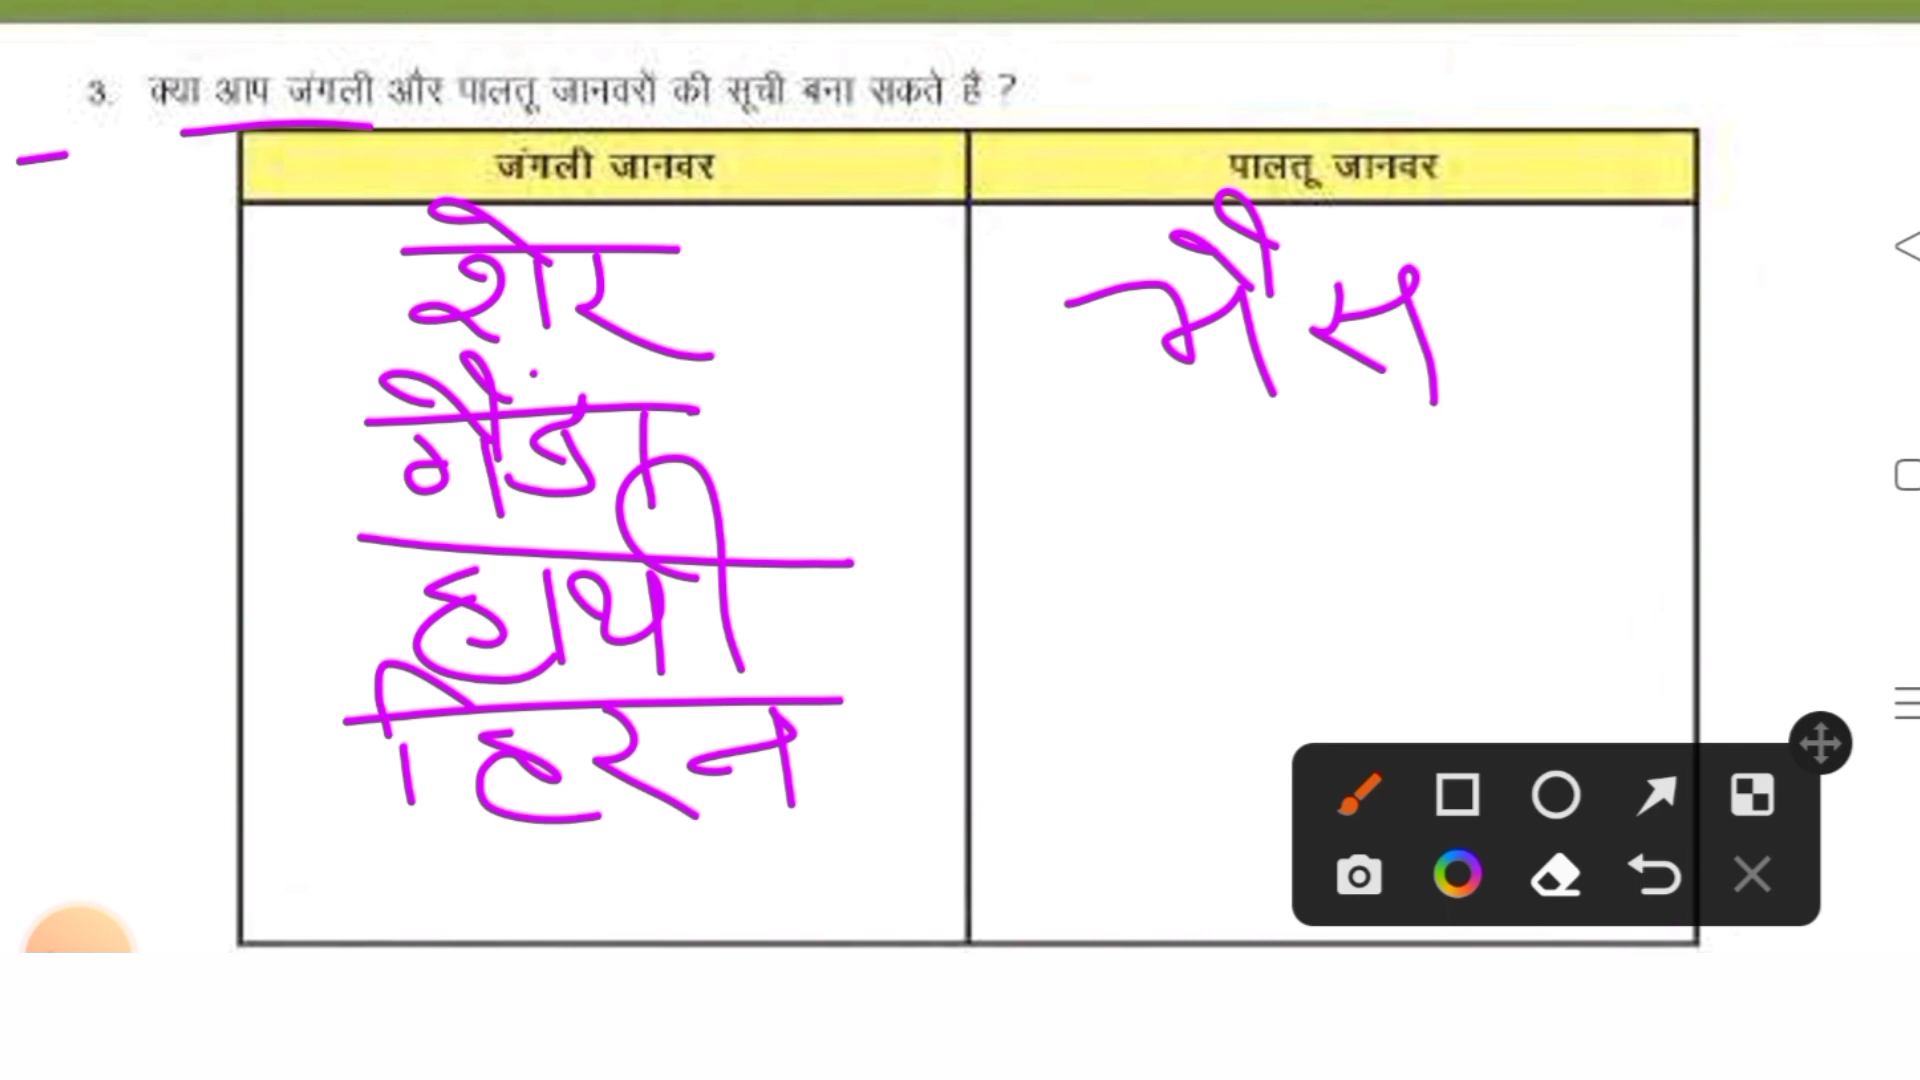 3. क्या आप जंगली और पालतू जानवरों की सूची बना सकते हैं ?
जंगली जानवर
पालतू जानवर
शेर
गैंडा
हाथी
हिरन
भैस